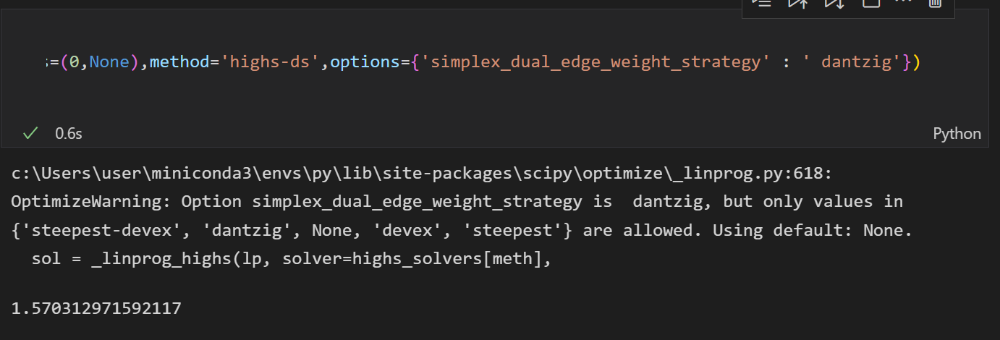 =(0,None),method='highs-ds',options={'simplex_dual_edge_weight_strategy' : ' dantzig'})
0.6s
Python
c:\Users\user\miniconda3\envs\py\lib\site-packages\scipy\optimize\_linprog.py:618:
OptimizeWarning: Option simplex_dual_edge_weight_strategy is  dantzig, but only values in
{'steepest-devex', 'dantzig', None, 'devex', 'steepest'} are allowed. Using default: None.
  sol = _linprog_highs(lp, solver=highs_solvers[meth],
1.570312971592117